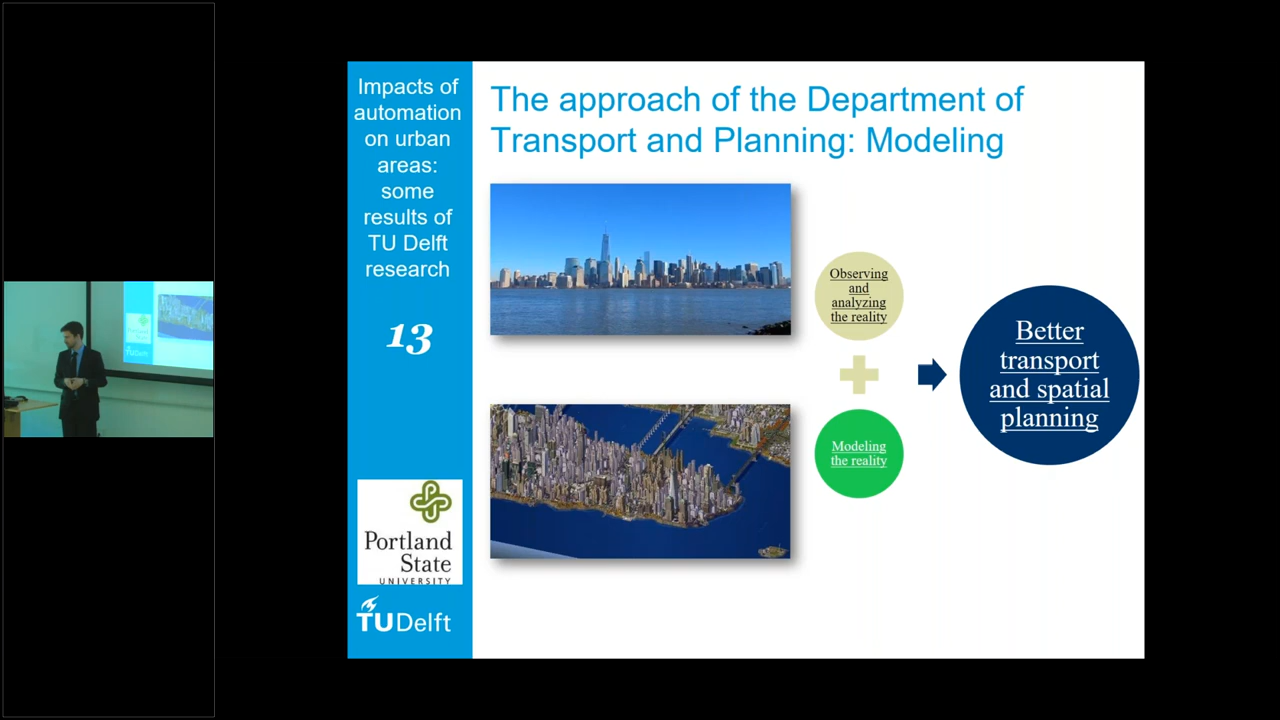 Impacts of
automation
on urban
areas:
some
results of
TU Delft
research
13
Portland
State
UNIVERSITY
TUDelft
The approach of the Department of
Transport and Planning: Modeling
Observing
and
analyzing
the reality
Modeling
the reality
Better
transport
and spatial
planning